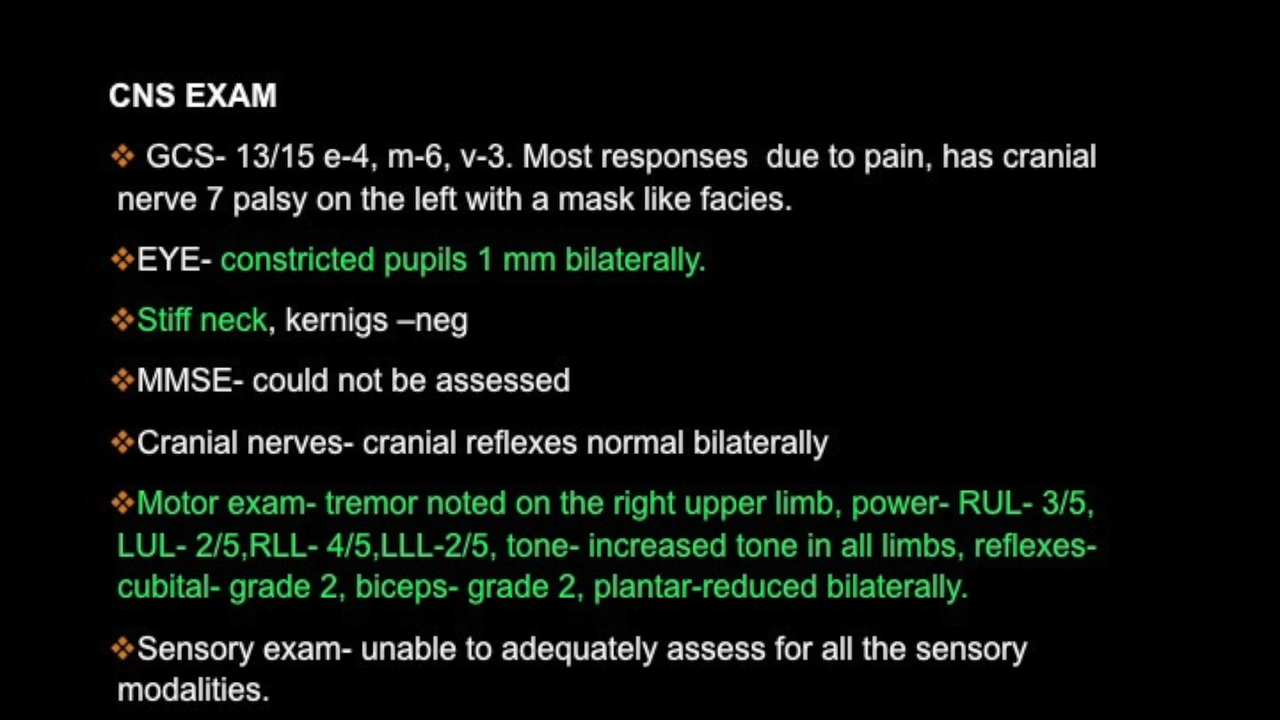 CNS EXAM
❖ GCS- 13/15 e-4, m-6, v-3. Most responses due to pain, has cranial
nerve 7 palsy on the left with a mask like facies.
❖EYE- constricted pupils 1 mm bilaterally.
❖Stiff neck, kernigs –neg
❖MMSE- could not be assessed
❖Cranial nerves- cranial reflexes normal bilaterally
❖Motor exam- tremor noted on the right upper limb, power- RUL- 3/5,
LUL- 2/5,RLL- 4/5,LLL-2/5, tone- increased tone in all limbs, reflexes-
cubital- grade 2, biceps- grade 2, plantar-reduced bilaterally.
❖Sensory exam- unable to adequately assess for all the sensory
modalities.